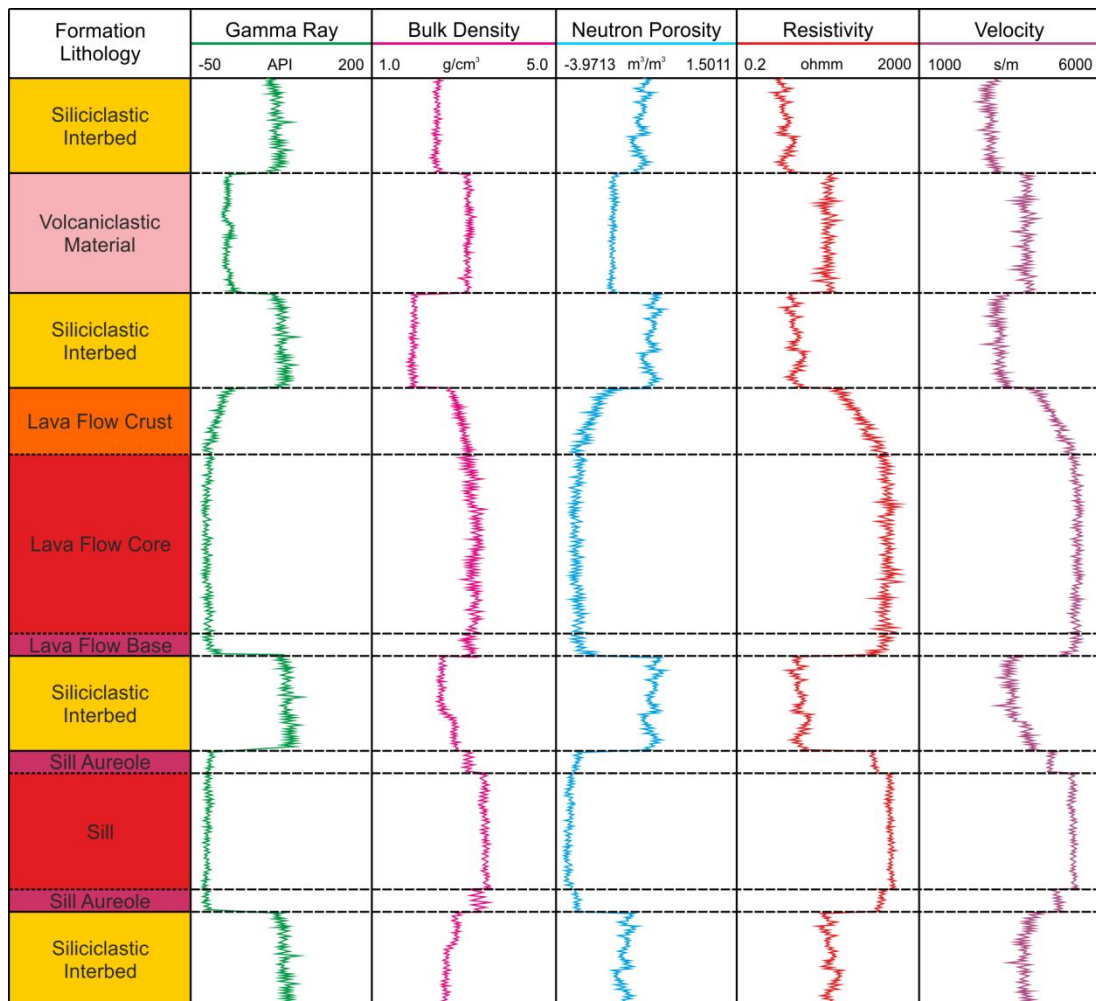 Formation
Lithology
Gamma Ray
-50 API 200
Bulk Density
1.0 g/cm³ 5.0
Neutron Porosity
-3.9713 m³/m³ 1.5011
Resistivity
0.2 ohmm 2000
Velocity
1000 s/m 6000
Siliciclastic
Interbed
Volcaniclastic
Material
Siliciclastic
Interbed
Lava Flow Crust
Lava Flow Core
Lava Flow Base
Siliciclastic
Interbed
Sill Aureole
Sill
Sill Aureole
Siliciclastic
Interbed